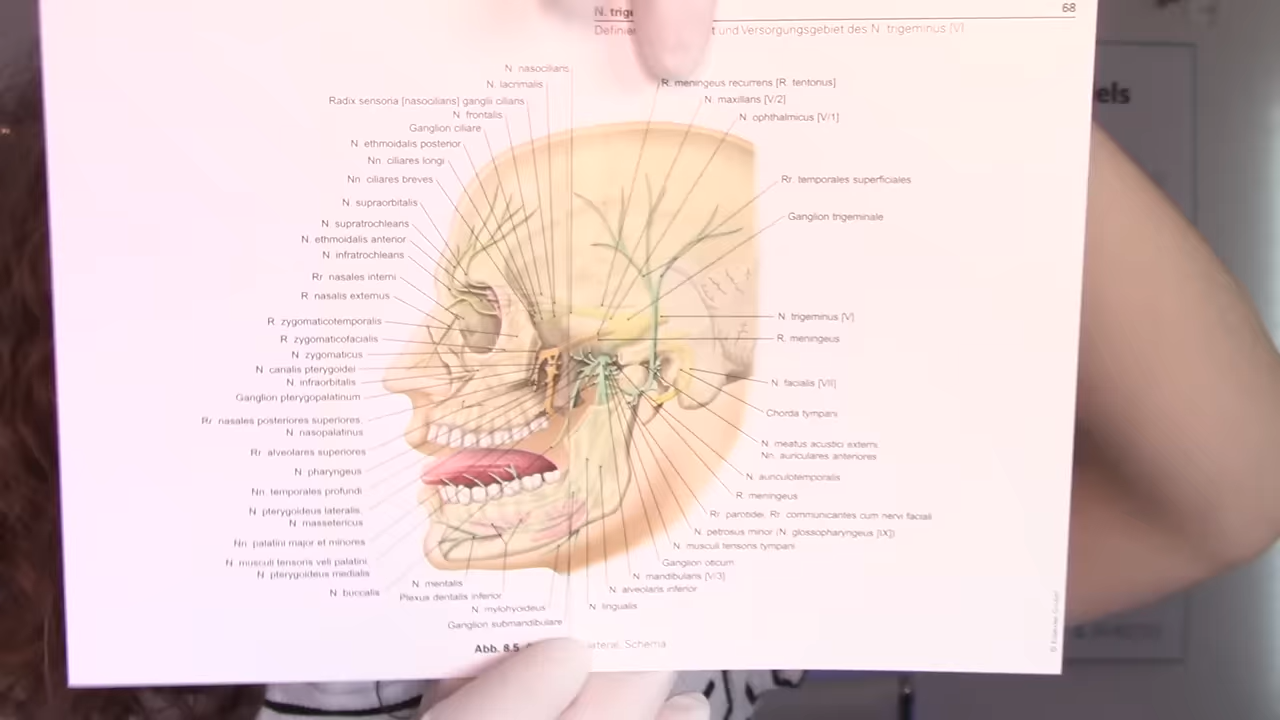 68
N. trig
Definie t und Versorgungsgebiet des N. trigeminus [V]
N. nasociliaris
N. lacrimalis
Radix sensoria [nasociliaris] ganglii ciliaris
N. frontalis
Ganglion ciliare
N. ethmoidalis posterior
Nn. ciliares longi
Nn. ciliares breves
N. supraorbitalis
N. supratrochlearis
N. ethmoidalis anterior
N. infratrochlearis
Rr. nasales interni
R. nasalis externus
R. zygomaticotemporalis
R. zygomaticofacialis
N. zygomaticus
N. canalis pterygoidei
N. infraorbitalis
Ganglion pterygopalatinum
Rr. nasales posteriores superiores,
N. nasopalatinus
Rr. alveolares superiores
N. pharyngeus
Nn. temporales profundi
N. pterygoideus lateralis,
N. massetericus
Nn. palatini major et minores
N. musculi tensoris veli palatini,
N. pterygoideus medialis
N. buccalis
N. mentalis
Plexus dentalis inferior
N. mylohyoideus
Ganglion submandibulare
R. meningeus recurrens [R. tentorius]
N. maxillaris [V/2]
N. ophthalmicus [V/1]
Rr. temporales superficiales
Ganglion trigeminale
N. trigeminus [V]
R. meningeus
N. facialis [VII]
Chorda tympani
N. meatus acustici externi,
Nn. auriculares anteriores
N. auriculotemporalis
R. meningeus
Rr. parotidei, Rr. communicantes cum nervi faciali
N. petrosus minor (N. glossopharyngeus [IX])
N. musculi tensoris tympani
Ganglion oticum
N. mandibularis [V/3]
N. alveolaris inferior
N. lingualis
Abb. 8.5 lateral, Schema
© Elsevier GmbH
els